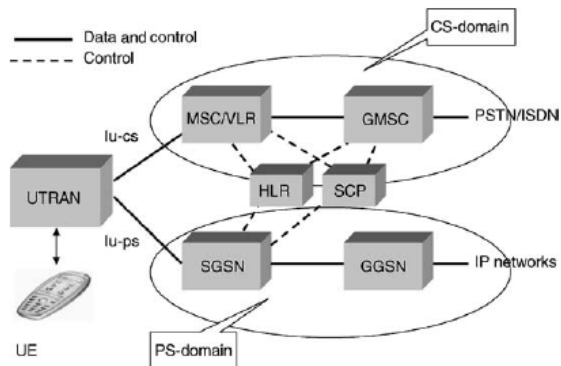 Data and control
Control
CS-domain
MSC/VLR
GMSC
PSTN/ISDN
Iu-cs
UTRAN
HLR
SCP
Iu-ps
SGSN
GGSN
IP networks
UE
PS-domain